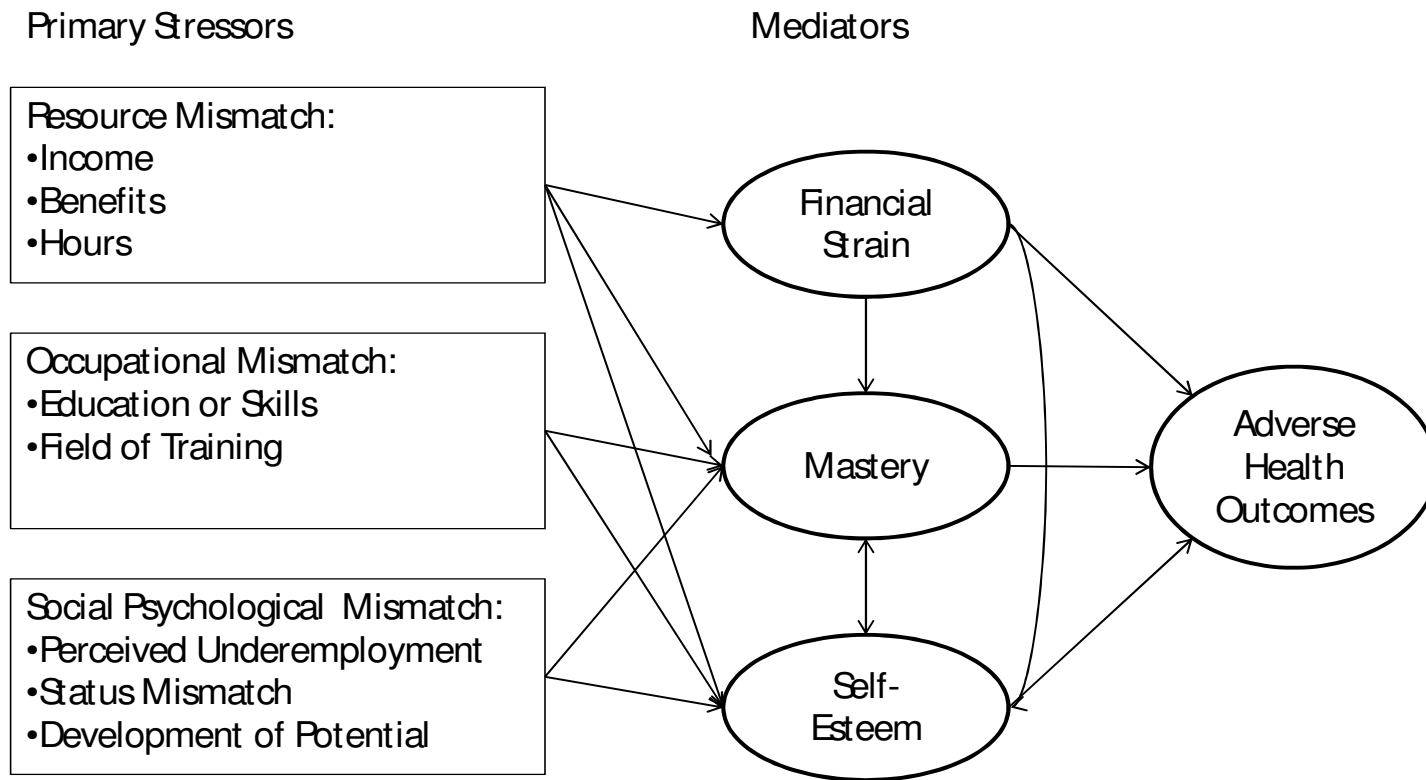 Primary Stressors
Mediators
Resource Mismatch:
•Income
•Benefits
•Hours
Occupational Mismatch:
•Education or Skills
•Field of Training
Social Psychological Mismatch:
•Perceived Underemployment
•Status Mismatch
•Development of Potential
Financial
Strain
Mastery
Self-
Esteem
Adverse
Health
Outcomes